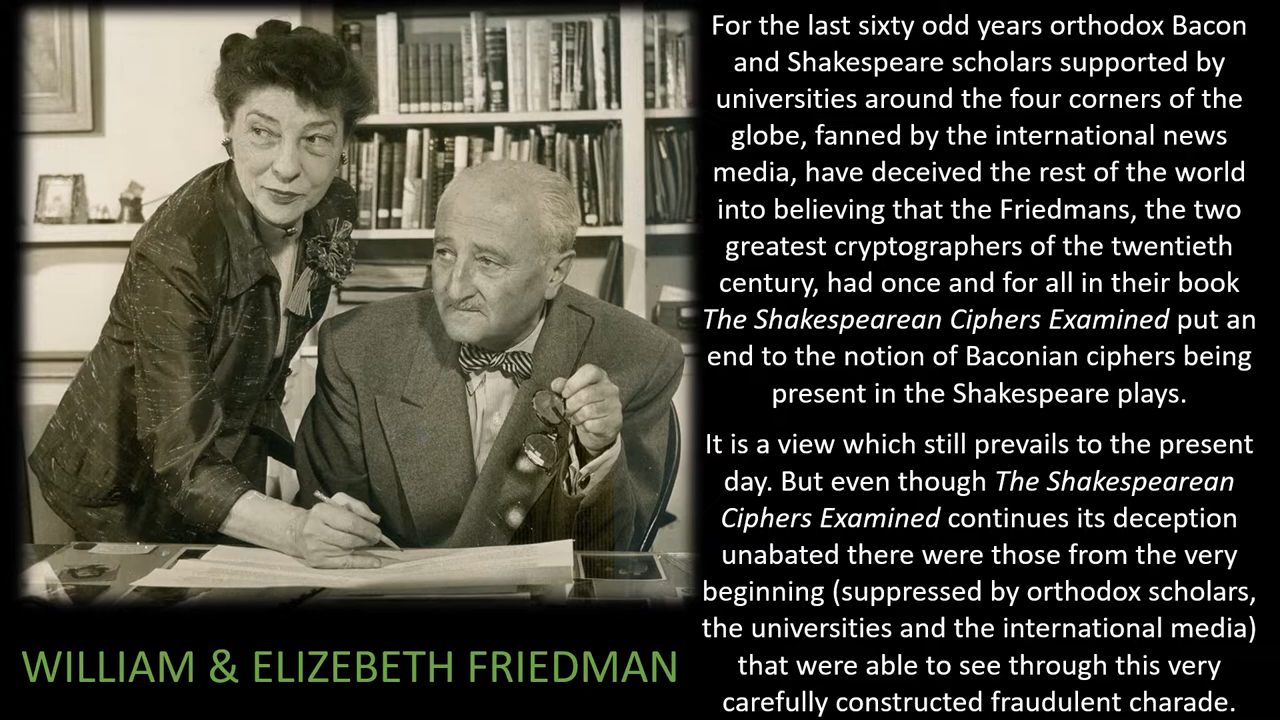 For the last sixty odd years orthodox Bacon
and Shakespeare scholars supported by
universities around the four corners of the
globe, fanned by the international news
media, have deceived the rest of the world
into believing that the Friedmans, the two
greatest cryptographers of the twentieth
century, had once and for all in their book
The Shakespearean Ciphers Examined put an
end to the notion of Baconian ciphers being
present in the Shakespeare plays.
It is a view which still prevails to the present
day. But even though The Shakespearean
Ciphers Examined continues its deception
unabated there were those from the very
beginning (suppressed by orthodox scholars,
the universities and the international media)
that were able to see through this very
carefully constructed fraudulent charade.
WILLIAM & ELIZEBETH FRIEDMAN